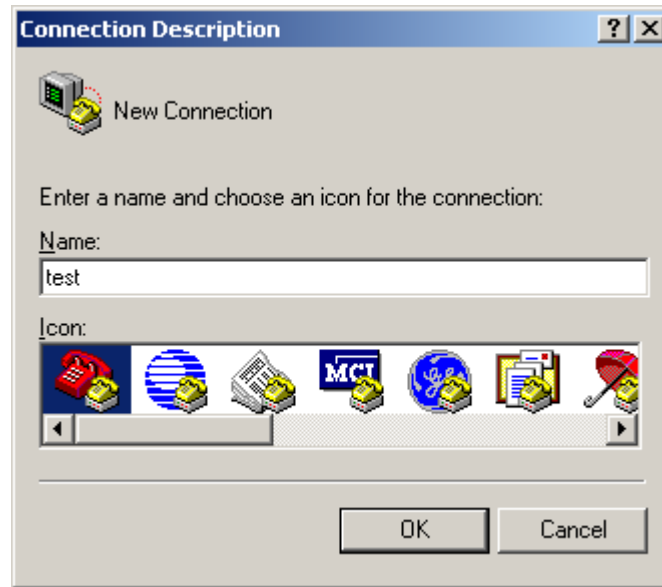 Connection Description
New Connection
Enter a name and choose an icon for the connection:
Name:
test
Icon:
MCI
OK Cancel